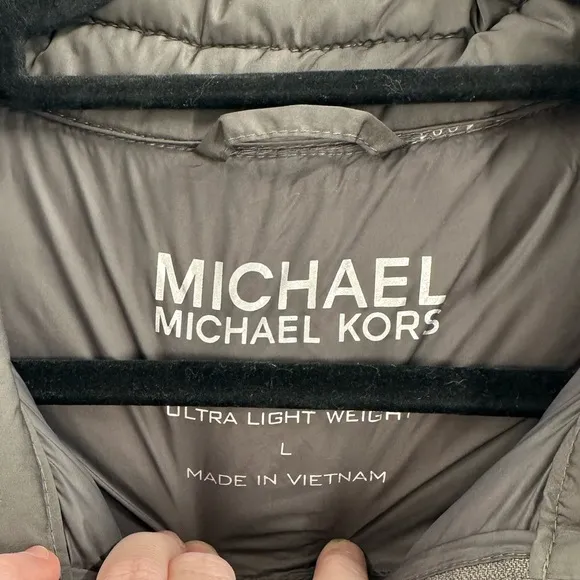 MICHAEL
MICHAEL KORS
ULTRA LIGHT WEIGHT
L
MADE IN VIETNAM